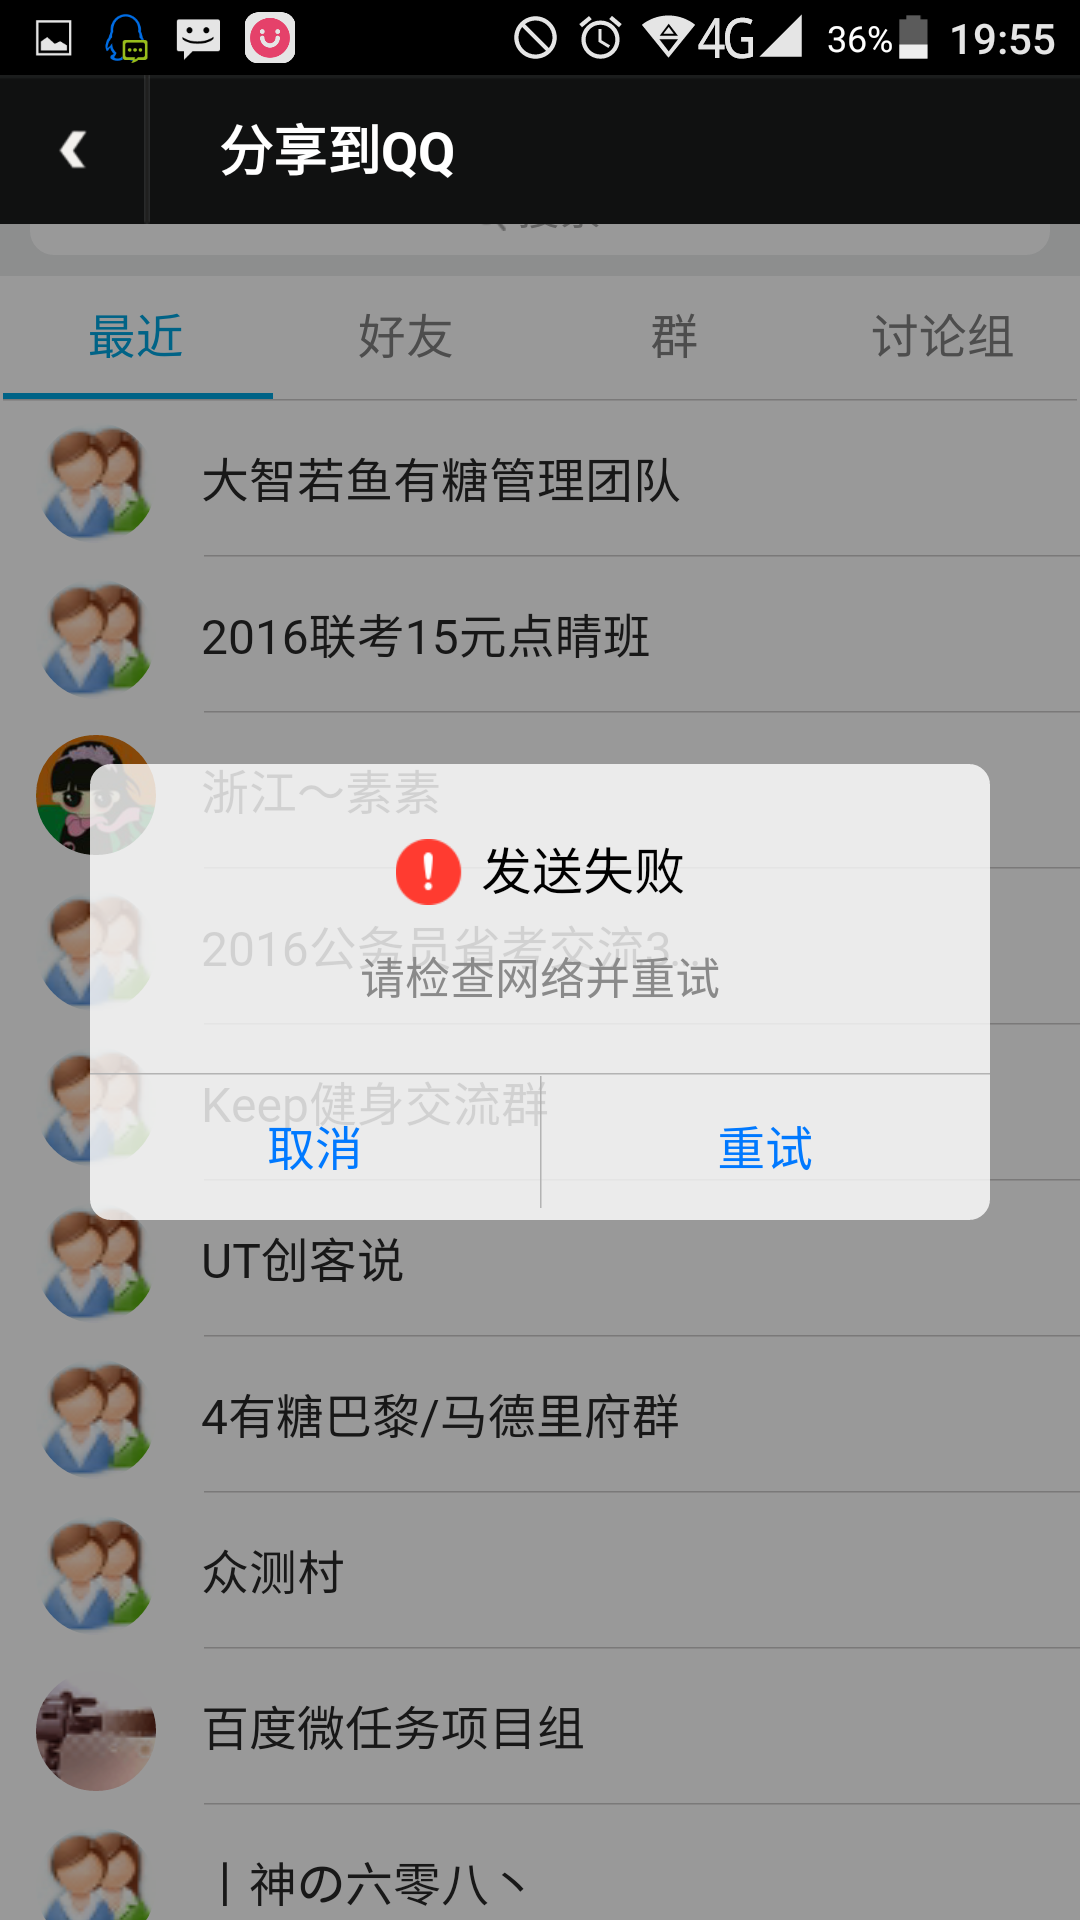 4G 36% 19:55
分享到QQ
最近 好友 群 讨论组
大智若鱼有糖管理团队
2016联考15元点睛班
浙江～素素
发送失败
2016公务员省考交流3...
请检查网络并重试
Keep健身交流群
取消 重试
UT创客说
4有糖巴黎/马德里府群
众测村
百度微任务项目组
丨神の六零八丶